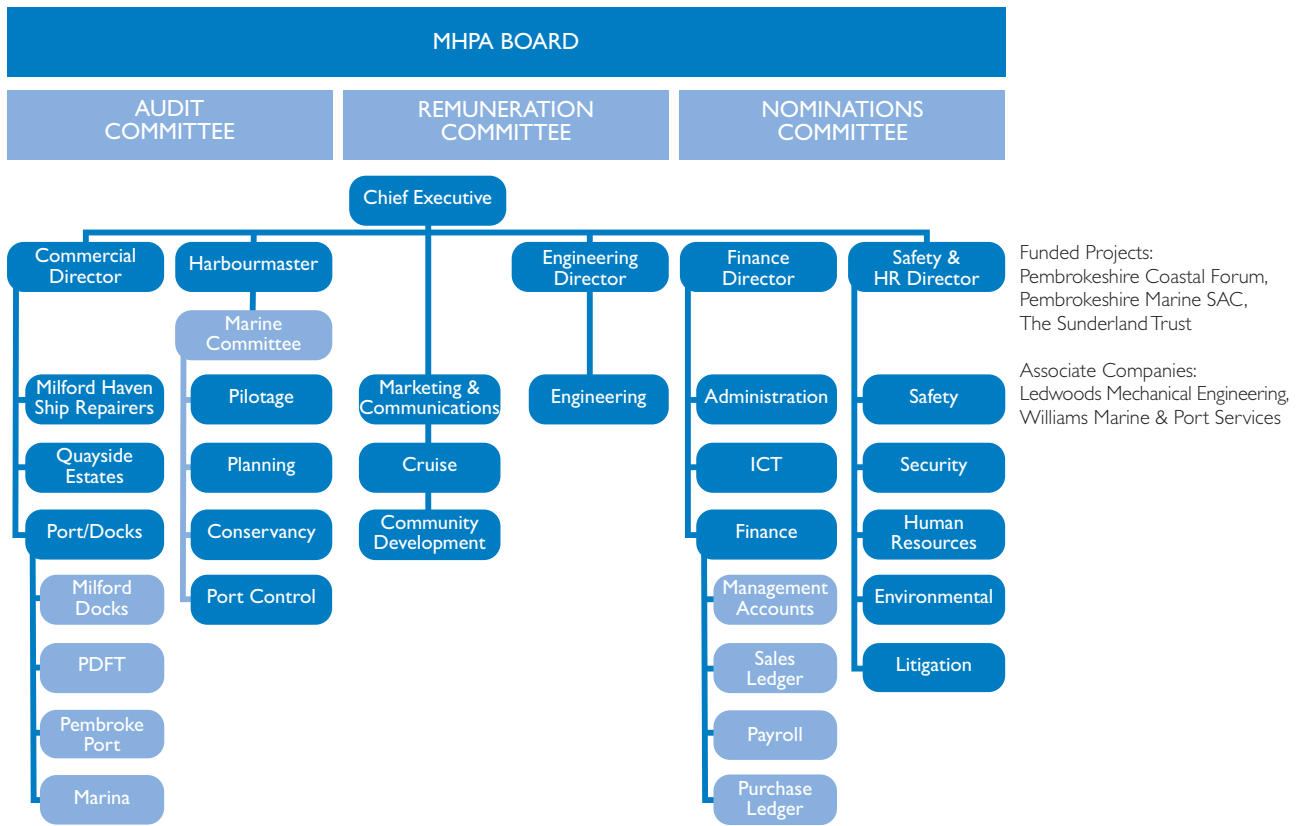 MHPA BOARD
AUDIT
COMMITTEE
REMUNERATION
COMMITTEE
NOMINATIONS
COMMITTEE
Chief Executive
Commercial
Director
Harbourmaster
Engineering
Director
Finance
Director
Safety &
HR Director
Marine
Committee
Milford Haven
Ship Repairers
Pilotage
Marketing &
Communications
Engineering
Administration
Safety
Quayside
Estates
Planning
Cruise
ICT
Security
Port/Docks
Conservancy
Community
Development
Finance
Human
Resources
Milford
Docks
Port Control
Management
Accounts
Environmental
PDFT
Sales
Ledger
Litigation
Pembroke
Port
Payroll
Marina
Purchase
Ledger
Funded Projects:
Pembrokeshire Coastal Forum,
Pembrokeshire Marine SAC,
The Sunderland Trust
Associate Companies:
Ledwoods Mechanical Engineering,
Williams Marine & Port Services